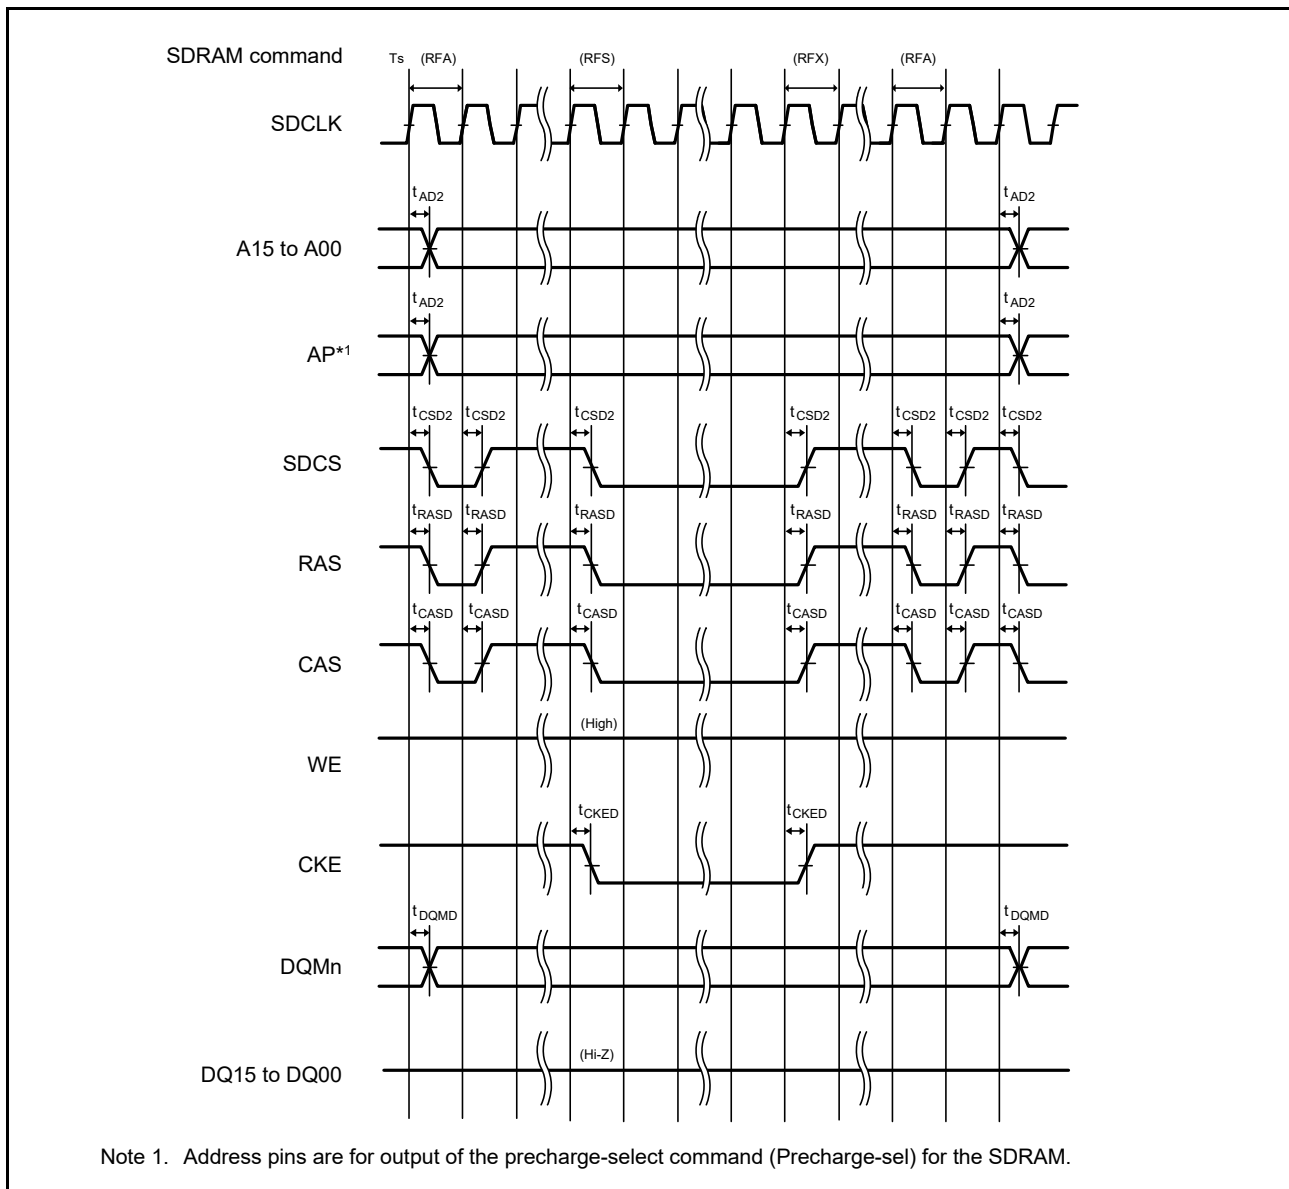 SDRAM command Ts (RFA) (RFS) (RFX) (RFA)
SDCLK
tAD2 tAD2
A15 to A00
tAD2 tAD2
AP*1
tCSD2 tCSD2 tCSD2 tCSD2 tCSD2 tCSD2 tCSD2
SDCS
tRASD tRASD tRASD tRASD tRASD tRASD tRASD
RAS
tCASD tCASD tCASD tCASD tCASD tCASD tCASD
CAS
(High)
WE
tCKED tCKED
CKE
tDQMD tDQMD
DQMn
(Hi-Z)
DQ15 to DQ00
Note 1. Address pins are for output of the precharge-select command (Precharge-sel) for the SDRAM.